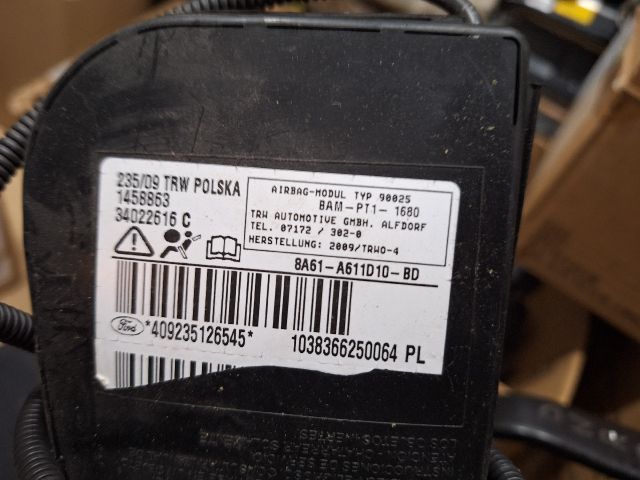 235/09 TRW POLSKA
1458863
34022616 C
AIRBAG-MODUL TYP 90025
BAM-PT1- 1680
TRW AUTOMOTIVE GMBH. ALFDORF
TEL. 07172 / 302-0
HERSTELLUNG: 2009/TRWO-4
8A61-A611D10-BD
Ford
*409235126545*
1038366250064 PL